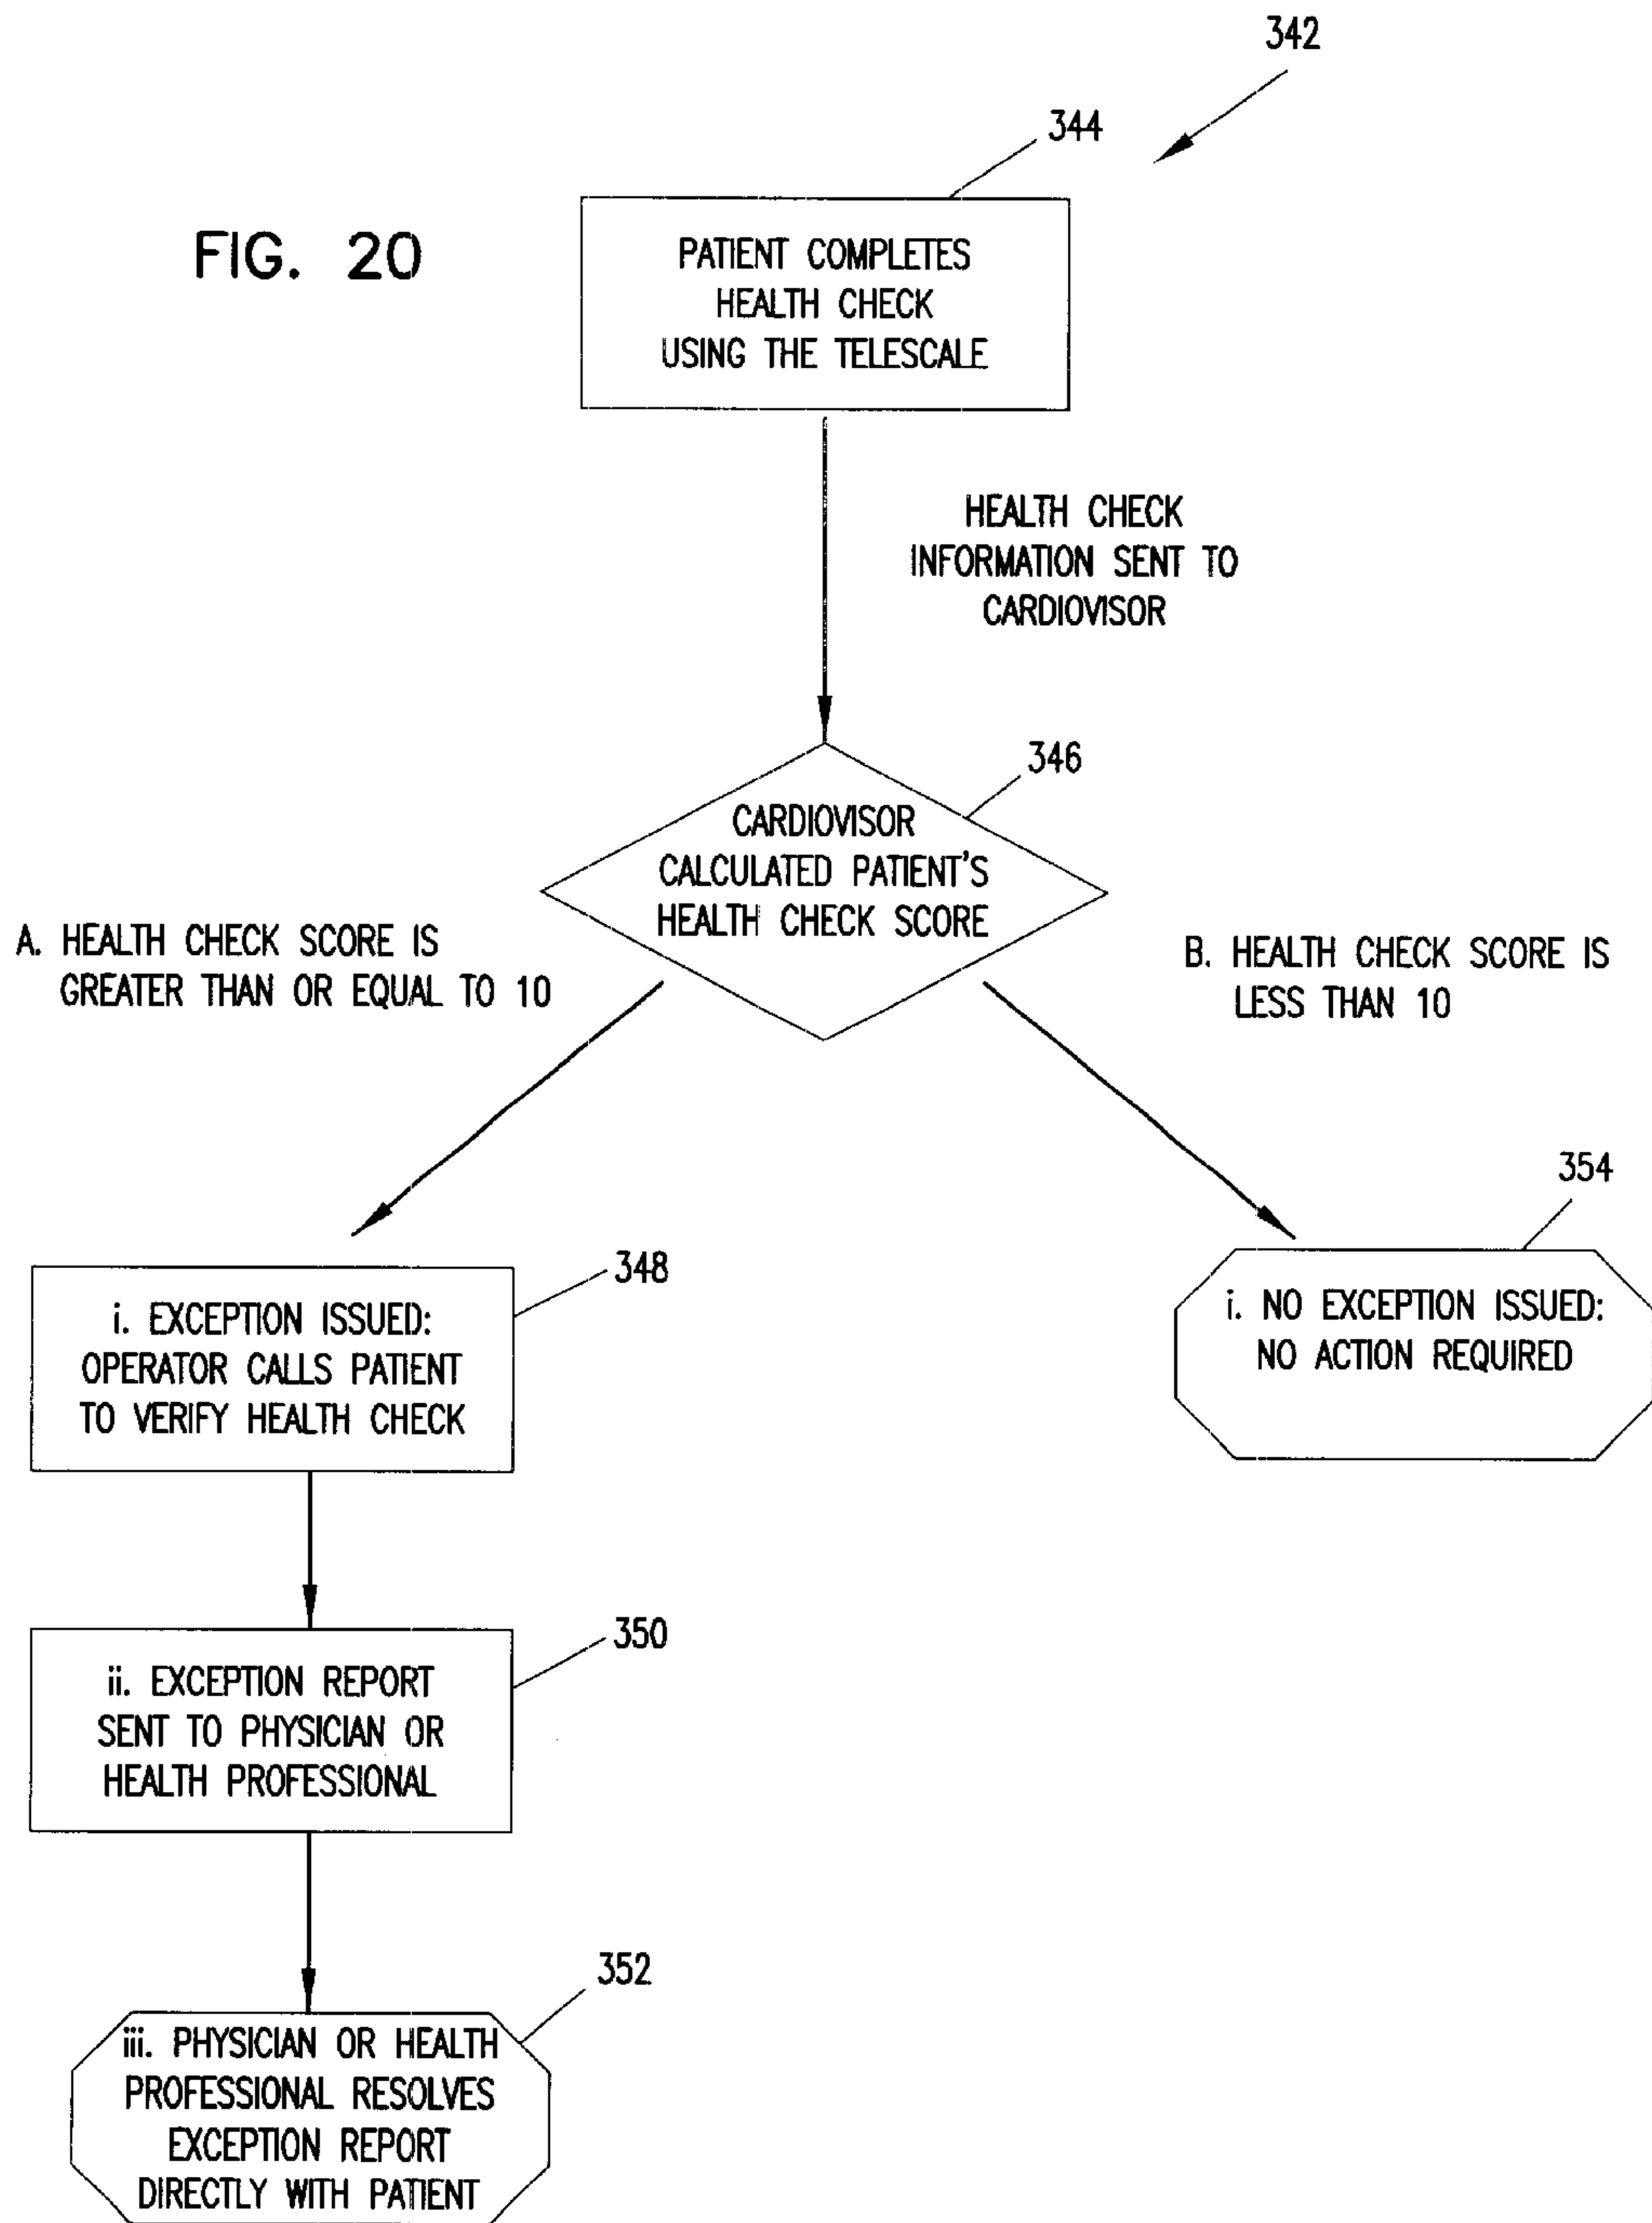 342
344
FIG. 20
PATIENT COMPLETES
HEALTH CHECK
USING THE TELESCALE
HEALTH CHECK
INFORMATION SENT TO
CARDIOVISOR
346
CARDIOVISOR
CALCULATED PATIENT'S
HEALTH CHECK SCORE
A. HEALTH CHECK SCORE IS
GREATER THAN OR EQUAL TO 10
B. HEALTH CHECK SCORE IS
LESS THAN 10
348
i. EXCEPTION ISSUED:
OPERATOR CALLS PATIENT
TO VERIFY HEALTH CHECK
354
i. NO EXCEPTION ISSUED:
NO ACTION REQUIRED
350
ii. EXCEPTION REPORT
SENT TO PHYSICIAN OR
HEALTH PROFESSIONAL
352
iii. PHYSICIAN OR HEALTH
PROFESSIONAL RESOLVES
EXCEPTION REPORT
DIRECTLY WITH PATIENT